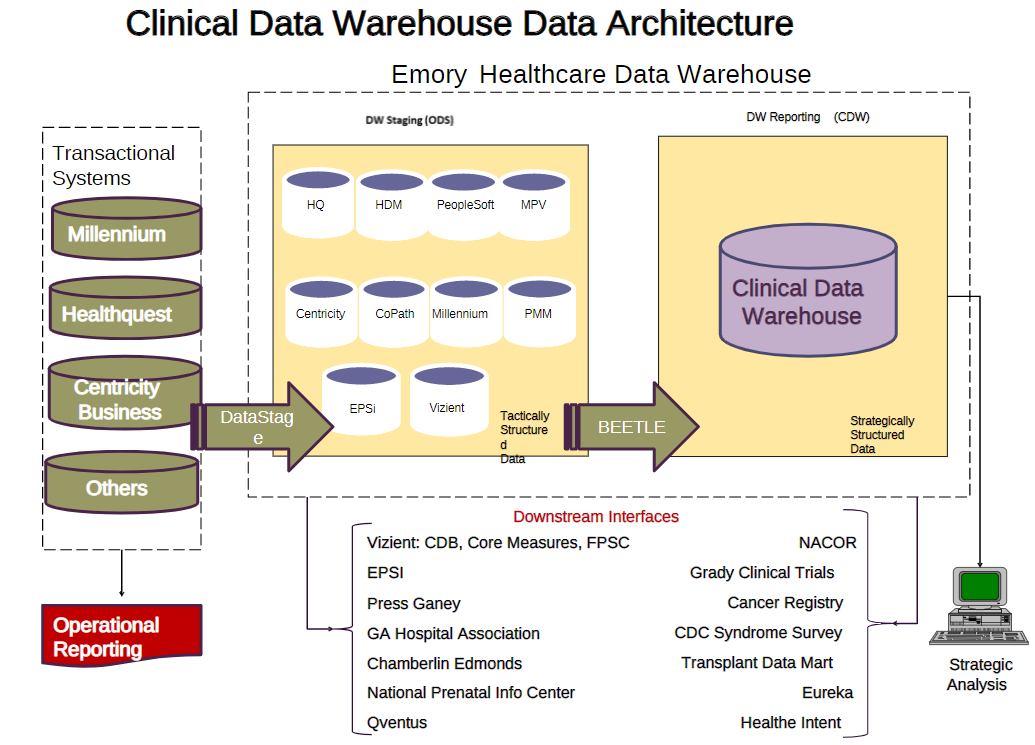 Clinical Data Warehouse Data Architecture
Emory Healthcare Data Warehouse
DW Staging (ODS)
DW Reporting (CDW)
Transactional
Systems
Millennium
Healthquest
Centricity
Business
Others
Operational
Reporting
DataStag
e
HQ
HDM
PeopleSoft
MPV
Centricity
CoPath
Millennium
PMM
EPSi
Vizient
Tactically
Structure
d
Data
BEETLE
Clinical Data
Warehouse
Strategically
Structured
Data
Downstream Interfaces
Vizient: CDB, Core Measures, FPSC
EPSI
Press Ganey
GA Hospital Association
Chamberlin Edmonds
National Prenatal Info Center
Qventus
NACOR
Grady Clinical Trials
Cancer Registry
CDC Syndrome Survey
Transplant Data Mart
Eureka
Healthe Intent
Strategic
Analysis